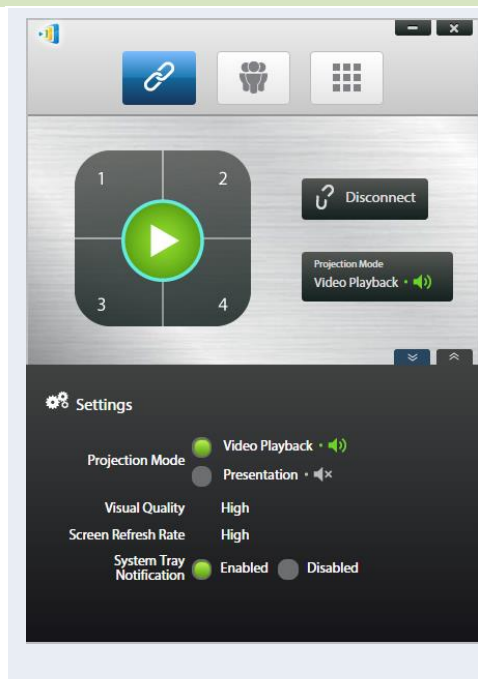 1 2
Disconnect
Projection Mode
Video Playback
3 4
Settings
Projection Mode
Video Playback
Presentation
Visual Quality High
Screen Refresh Rate High
System Tray
Notification Enabled Disabled